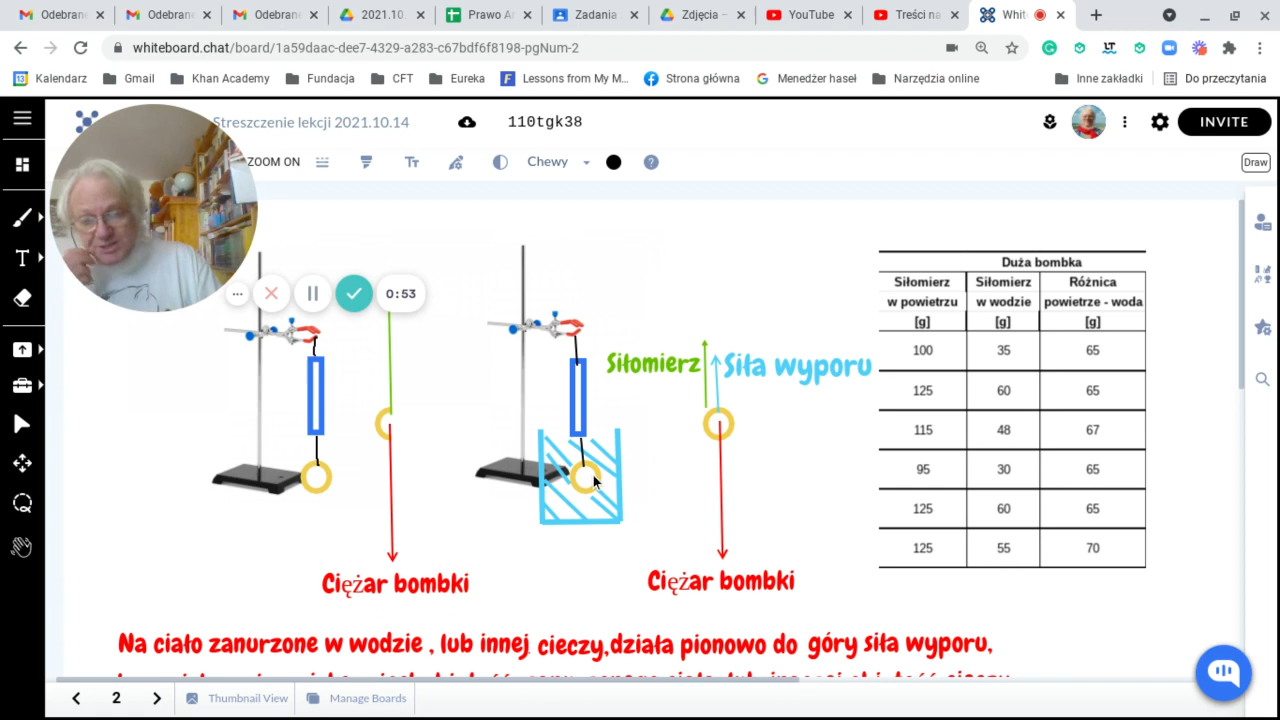 Odebrane
Odebrane
Odebrane
2021.10
Prawo Ar
Zadania
Zdjęcia –
YouTube
Treści na
Whit
whiteboard.chat/board/1a59daac-dee7-4329-a283-c67bdf6f8198-pgNum-2
Kalendarz
Gmail
Khan Academy
Fundacja
CFT
Eureka
Lessons from My M...
Strona główna
Menedżer haseł
Narzędzia online
Inne zakładki
Do przeczytania
Streszczenie lekcji 2021.10.14
110tgk38
INVITE
ZOOM ON
Chewy
Draw
0:53
Siłomierz
Siła wyporu
Ciężar bombki
Ciężar bombki
Duża bombka
Siłomierz Siłomierz Różnica
w powietrzu w wodzie powietrze - woda
[g] [g] [g]
100 35 65
125 60 65
115 48 67
95 30 65
125 60 65
125 55 70
Na ciało zanurzone w wodzie , lub innej cieczy,działa pionowo do góry siła wyporu,
2
Thumbnail View
Manage Boards